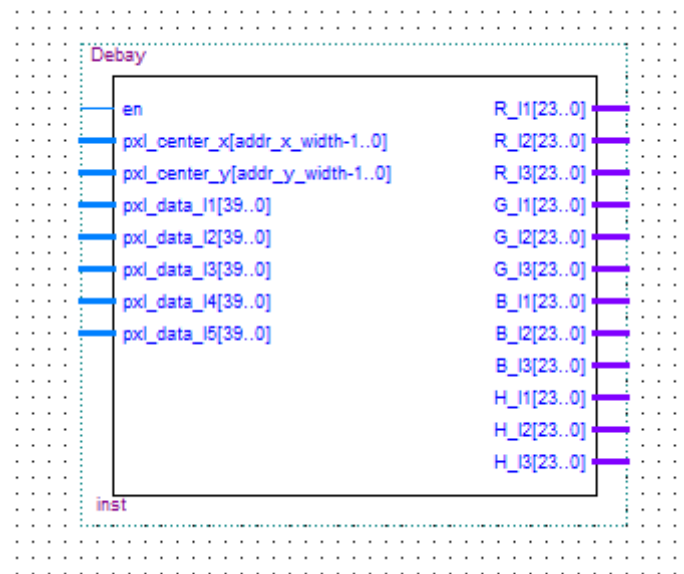 Debay
en
R_l1[23..0]
pxl_center_x[addr_x_width-1..0]
R_l2[23..0]
pxl_center_y[addr_y_width-1..0]
R_l3[23..0]
pxl_data_l1[39..0]
G_l1[23..0]
pxl_data_l2[39..0]
G_l2[23..0]
pxl_data_l3[39..0]
G_l3[23..0]
pxl_data_l4[39..0]
B_l1[23..0]
pxl_data_l5[39..0]
B_l2[23..0]
B_l3[23..0]
H_l1[23..0]
H_l2[23..0]
H_l3[23..0]
inst